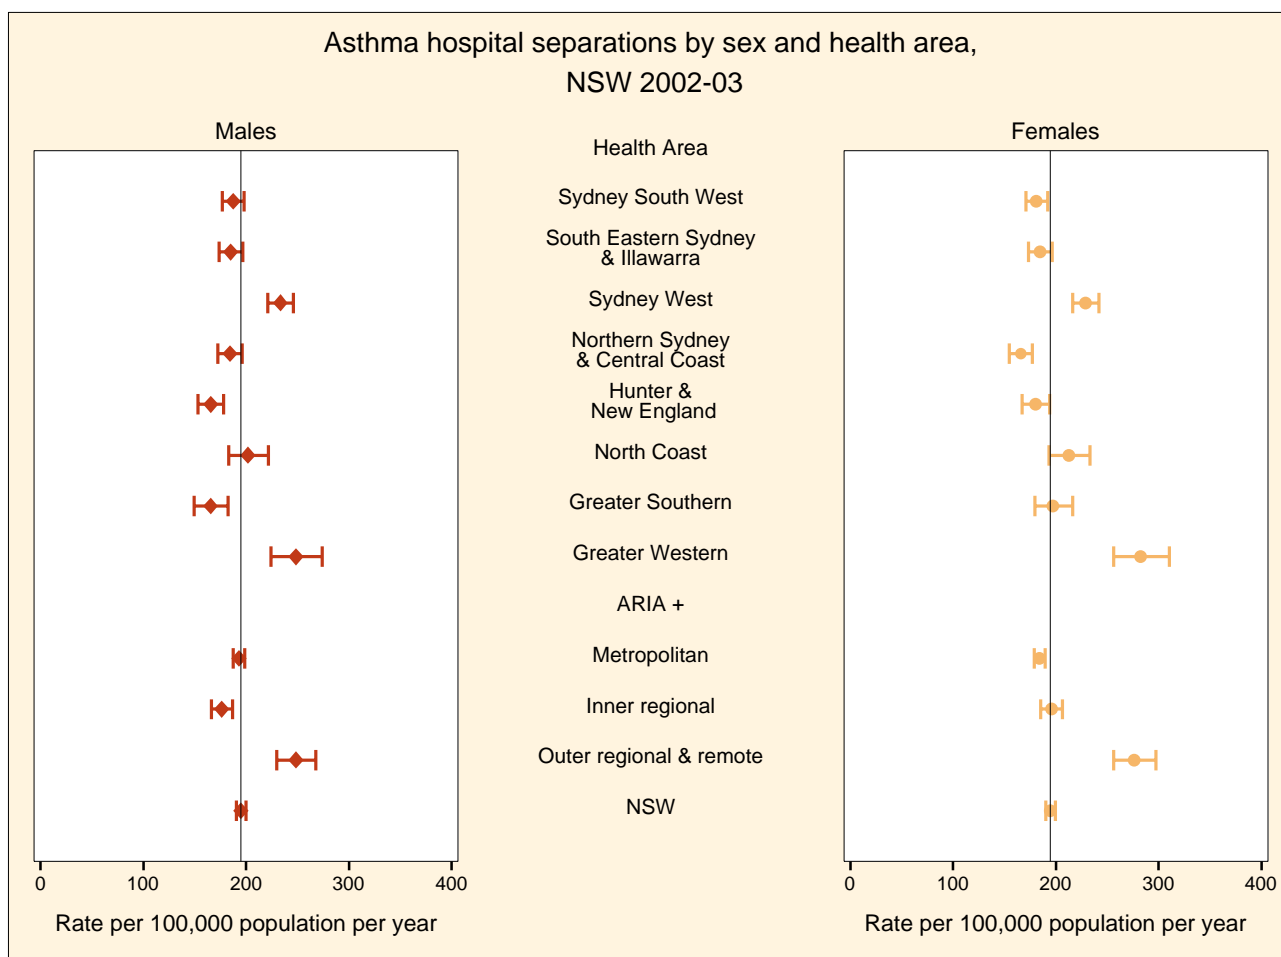 Asthma hospital separations by sex and health area,
NSW 2002-03
Males
Health Area
Females
Sydney South West
South Eastern Sydney
& Illawarra
Sydney West
Northern Sydney
& Central Coast
Hunter &
New England
North Coast
Greater Southern
Greater Western
ARIA +
Metropolitan
Inner regional
Outer regional & remote
NSW
0 100 200 300 400
0 100 200 300 400
Rate per 100,000 population per year
Rate per 100,000 population per year